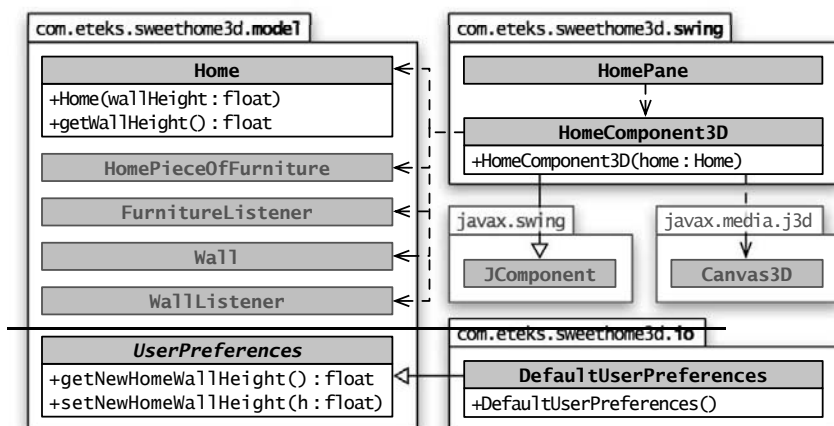 com.eteks.sweethome3d.model
Home
+Home(wallHeight : float)
+getWallHeight() : float
HomePieceOfFurniture
FurnitureListener
Wall
WallListener
UserPreferences
+getNewHomeWallHeight() : float
+setNewHomeWallHeight(h : float)
com.eteks.sweethome3d.swing
HomePane
HomeComponent3D
+HomeComponent3D(home : Home)
javax.swing
JComponent
javax.media.j3d
Canvas3D
com.eteks.sweethome3d.io
DefaultUserPreferences
+DefaultUserPreferences()